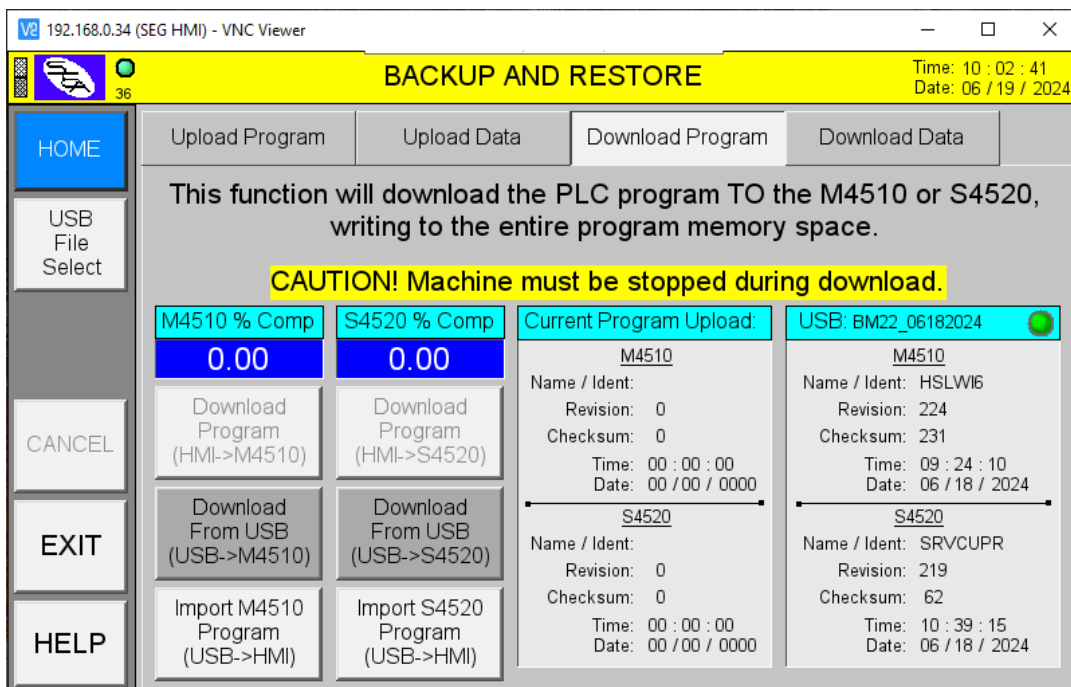 192.168.0.34 (SEG HMI) - VNC Viewer
36
BACKUP AND RESTORE
Time: 10 : 02 : 41
Date: 06 / 19 / 2024
HOME
USB
File
Select
CANCEL
EXIT
HELP
Upload Program
Upload Data
Download Program
Download Data
This function will download the PLC program TO the M4510 or S4520,
writing to the entire program memory space.
CAUTION! Machine must be stopped during download.
M4510 % Comp
0.00
Download
Program
(HMI->M4510)
Download
From USB
(USB->M4510)
Import M4510
Program
(USB->HMI)
S4520 % Comp
0.00
Download
Program
(HMI->S4520)
Download
From USB
(USB->S4520)
Import S4520
Program
(USB->HMI)
Current Program Upload:
M4510
Name / Ident:
Revision: 0
Checksum: 0
Time: 00 : 00 : 00
Date: 00 / 00 / 0000
S4520
Name / Ident:
Revision: 0
Checksum: 0
Time: 00 : 00 : 00
Date: 00 / 00 / 0000
USB: BM22_06182024
M4510
Name / Ident: HSLWI6
Revision: 224
Checksum: 231
Time: 09 : 24 : 10
Date: 06 / 18 / 2024
S4520
Name / Ident: SRVCUPR
Revision: 219
Checksum: 62
Time: 10 : 39 : 15
Date: 06 / 18 / 2024